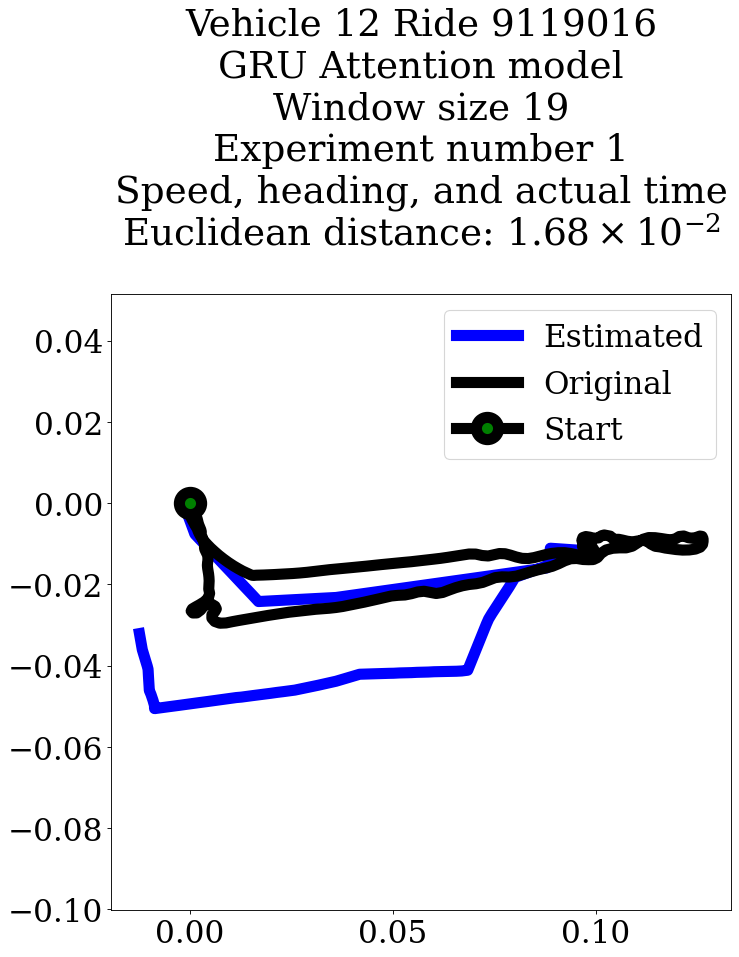 Vehicle 12 Ride 9119016
GRU Attention model
Window size 19
Experiment number 1
Speed, heading, and actual time
Euclidean distance: 1.68 × 10⁻²
Estimated
Original
Start
0.04
0.02
0.00
−0.02
−0.04
−0.06
−0.08
−0.10
0.00 0.05 0.10